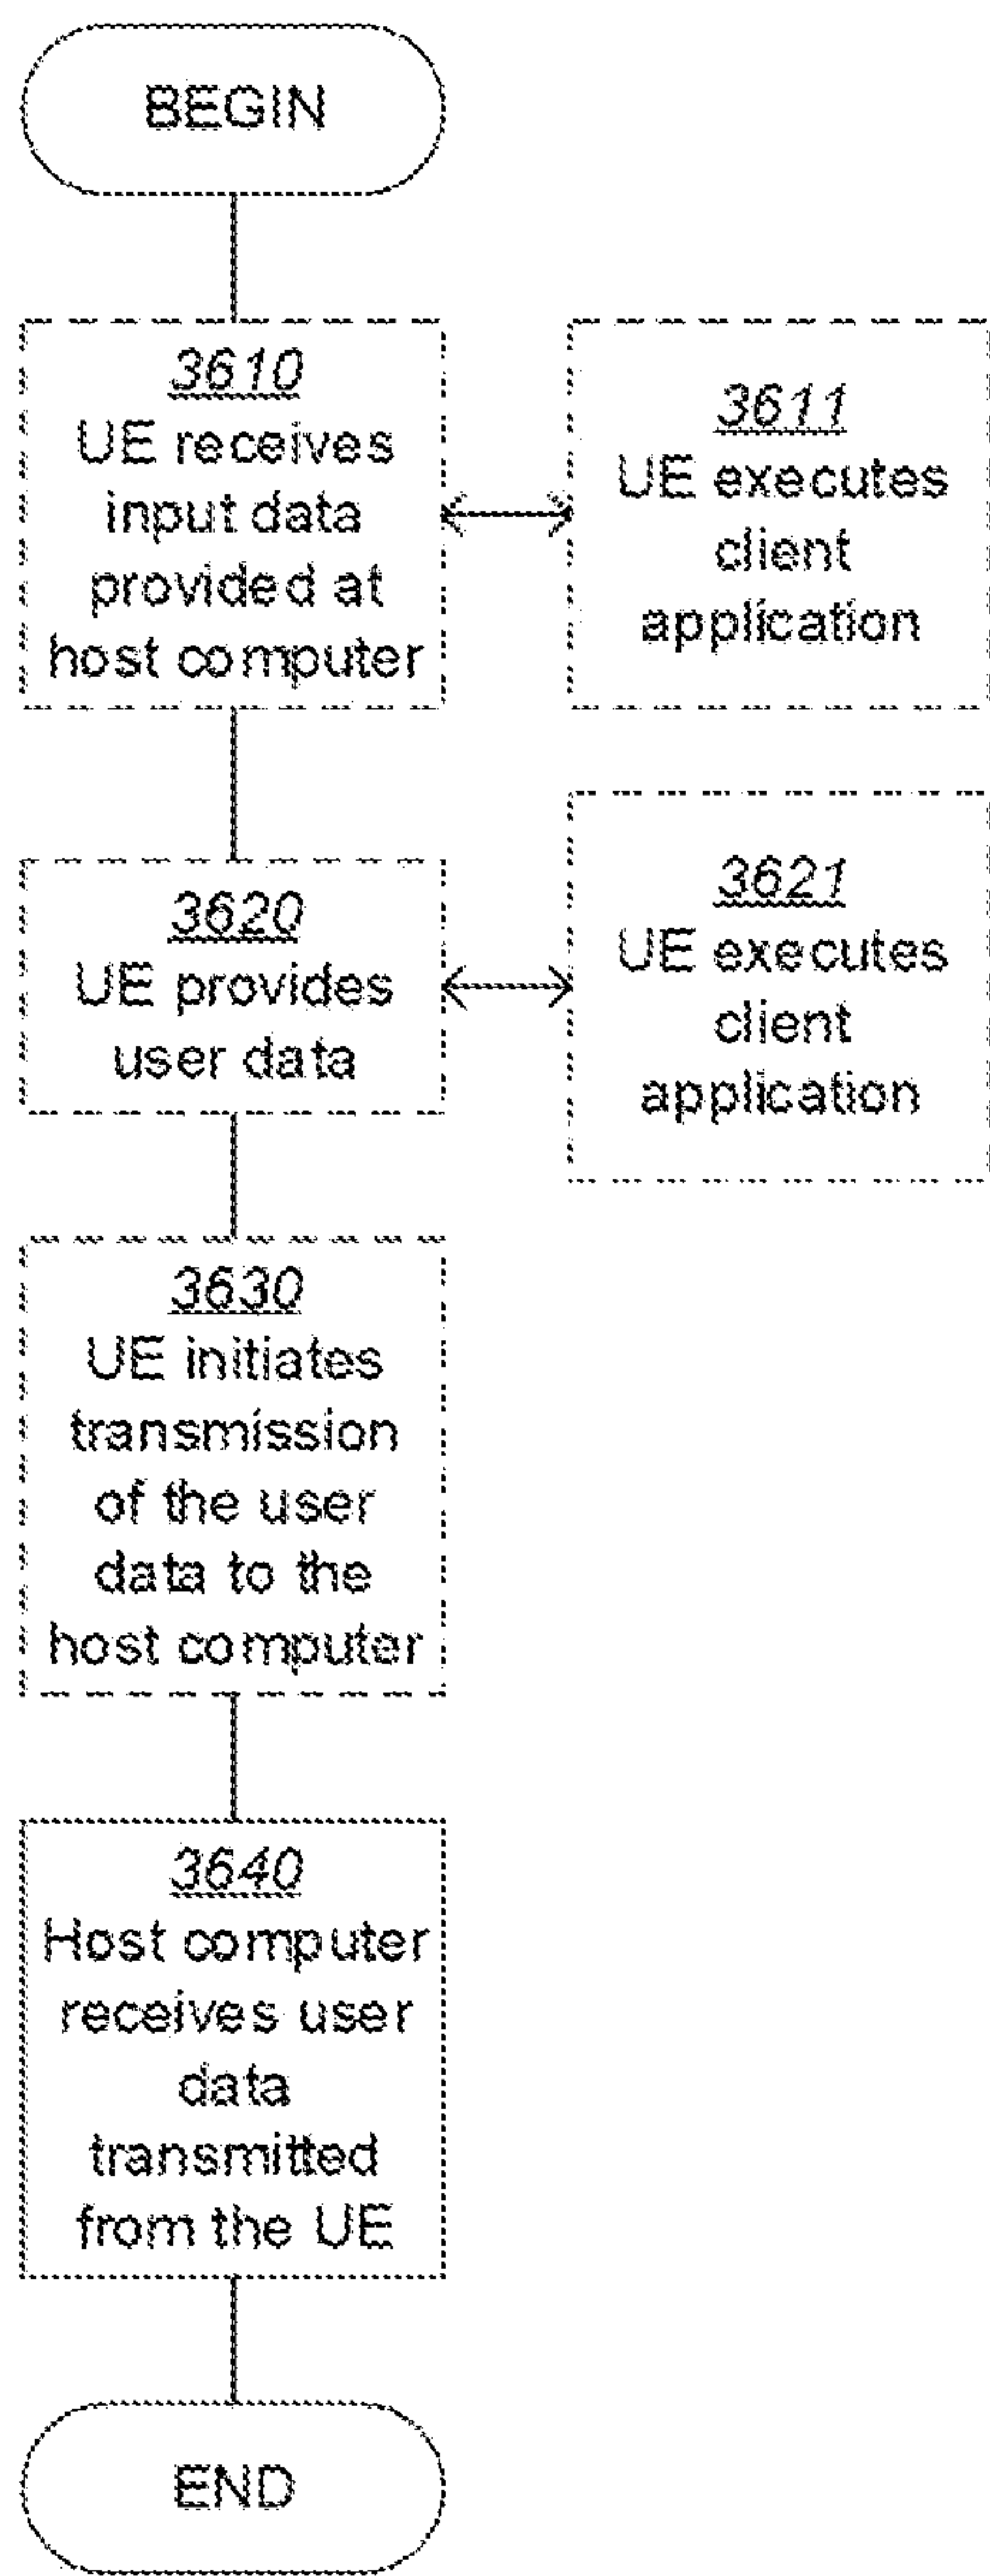 BEGIN
3610
UE receives
input data
provided at
host computer
3611
UE executes
client
application
3620
UE provides
user data
3621
UE executes
client
application
3630
UE initiates
transmission
of the user
data to the
host computer
3640
Host computer
receives user
data
transmitted
from the UE
END